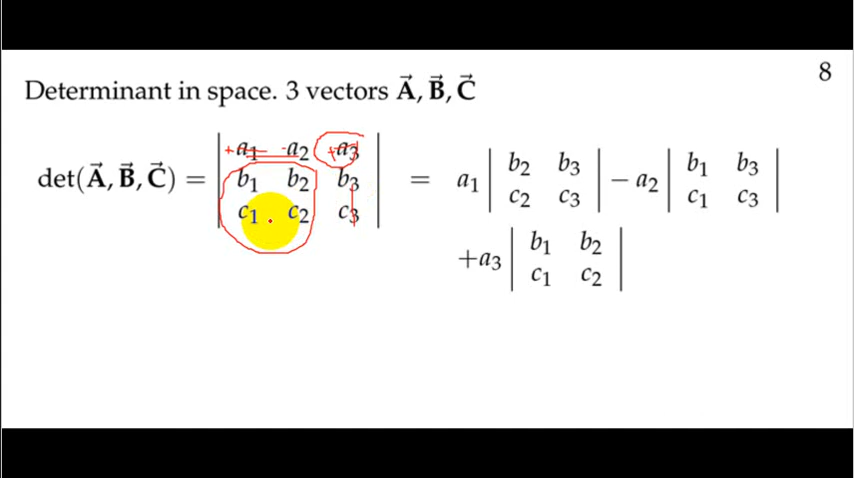 8
Determinant in space. 3 vectors A⃗, B⃗, C⃗
det(A⃗, B⃗, C⃗) = | +a1 -a2 +a3 | = a1 | b2 b3 | − a2 | b1 b3 |
| b1 b2 b3 | | c2 c3 | | c1 c3 |
| c1 c2 c3 |
+a3 | b1 b2 |
| c1 c2 |